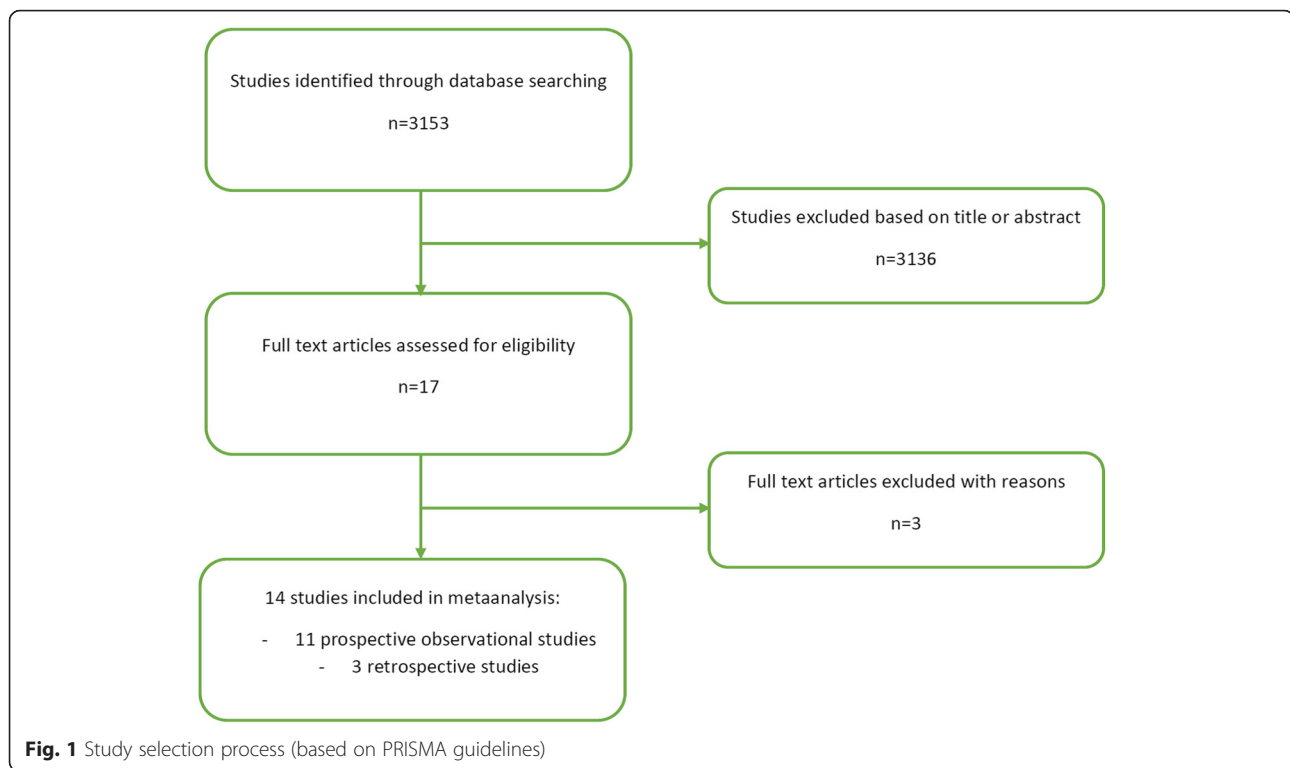 Studies identified through database searching
n=3153
Studies excluded based on title or abstract
n=3136
Full text articles assessed for eligibility
n=17
Full text articles excluded with reasons
n=3
14 studies included in metaanalysis:
- 11 prospective observational studies
- 3 retrospective studies
Fig. 1 Study selection process (based on PRISMA guidelines)